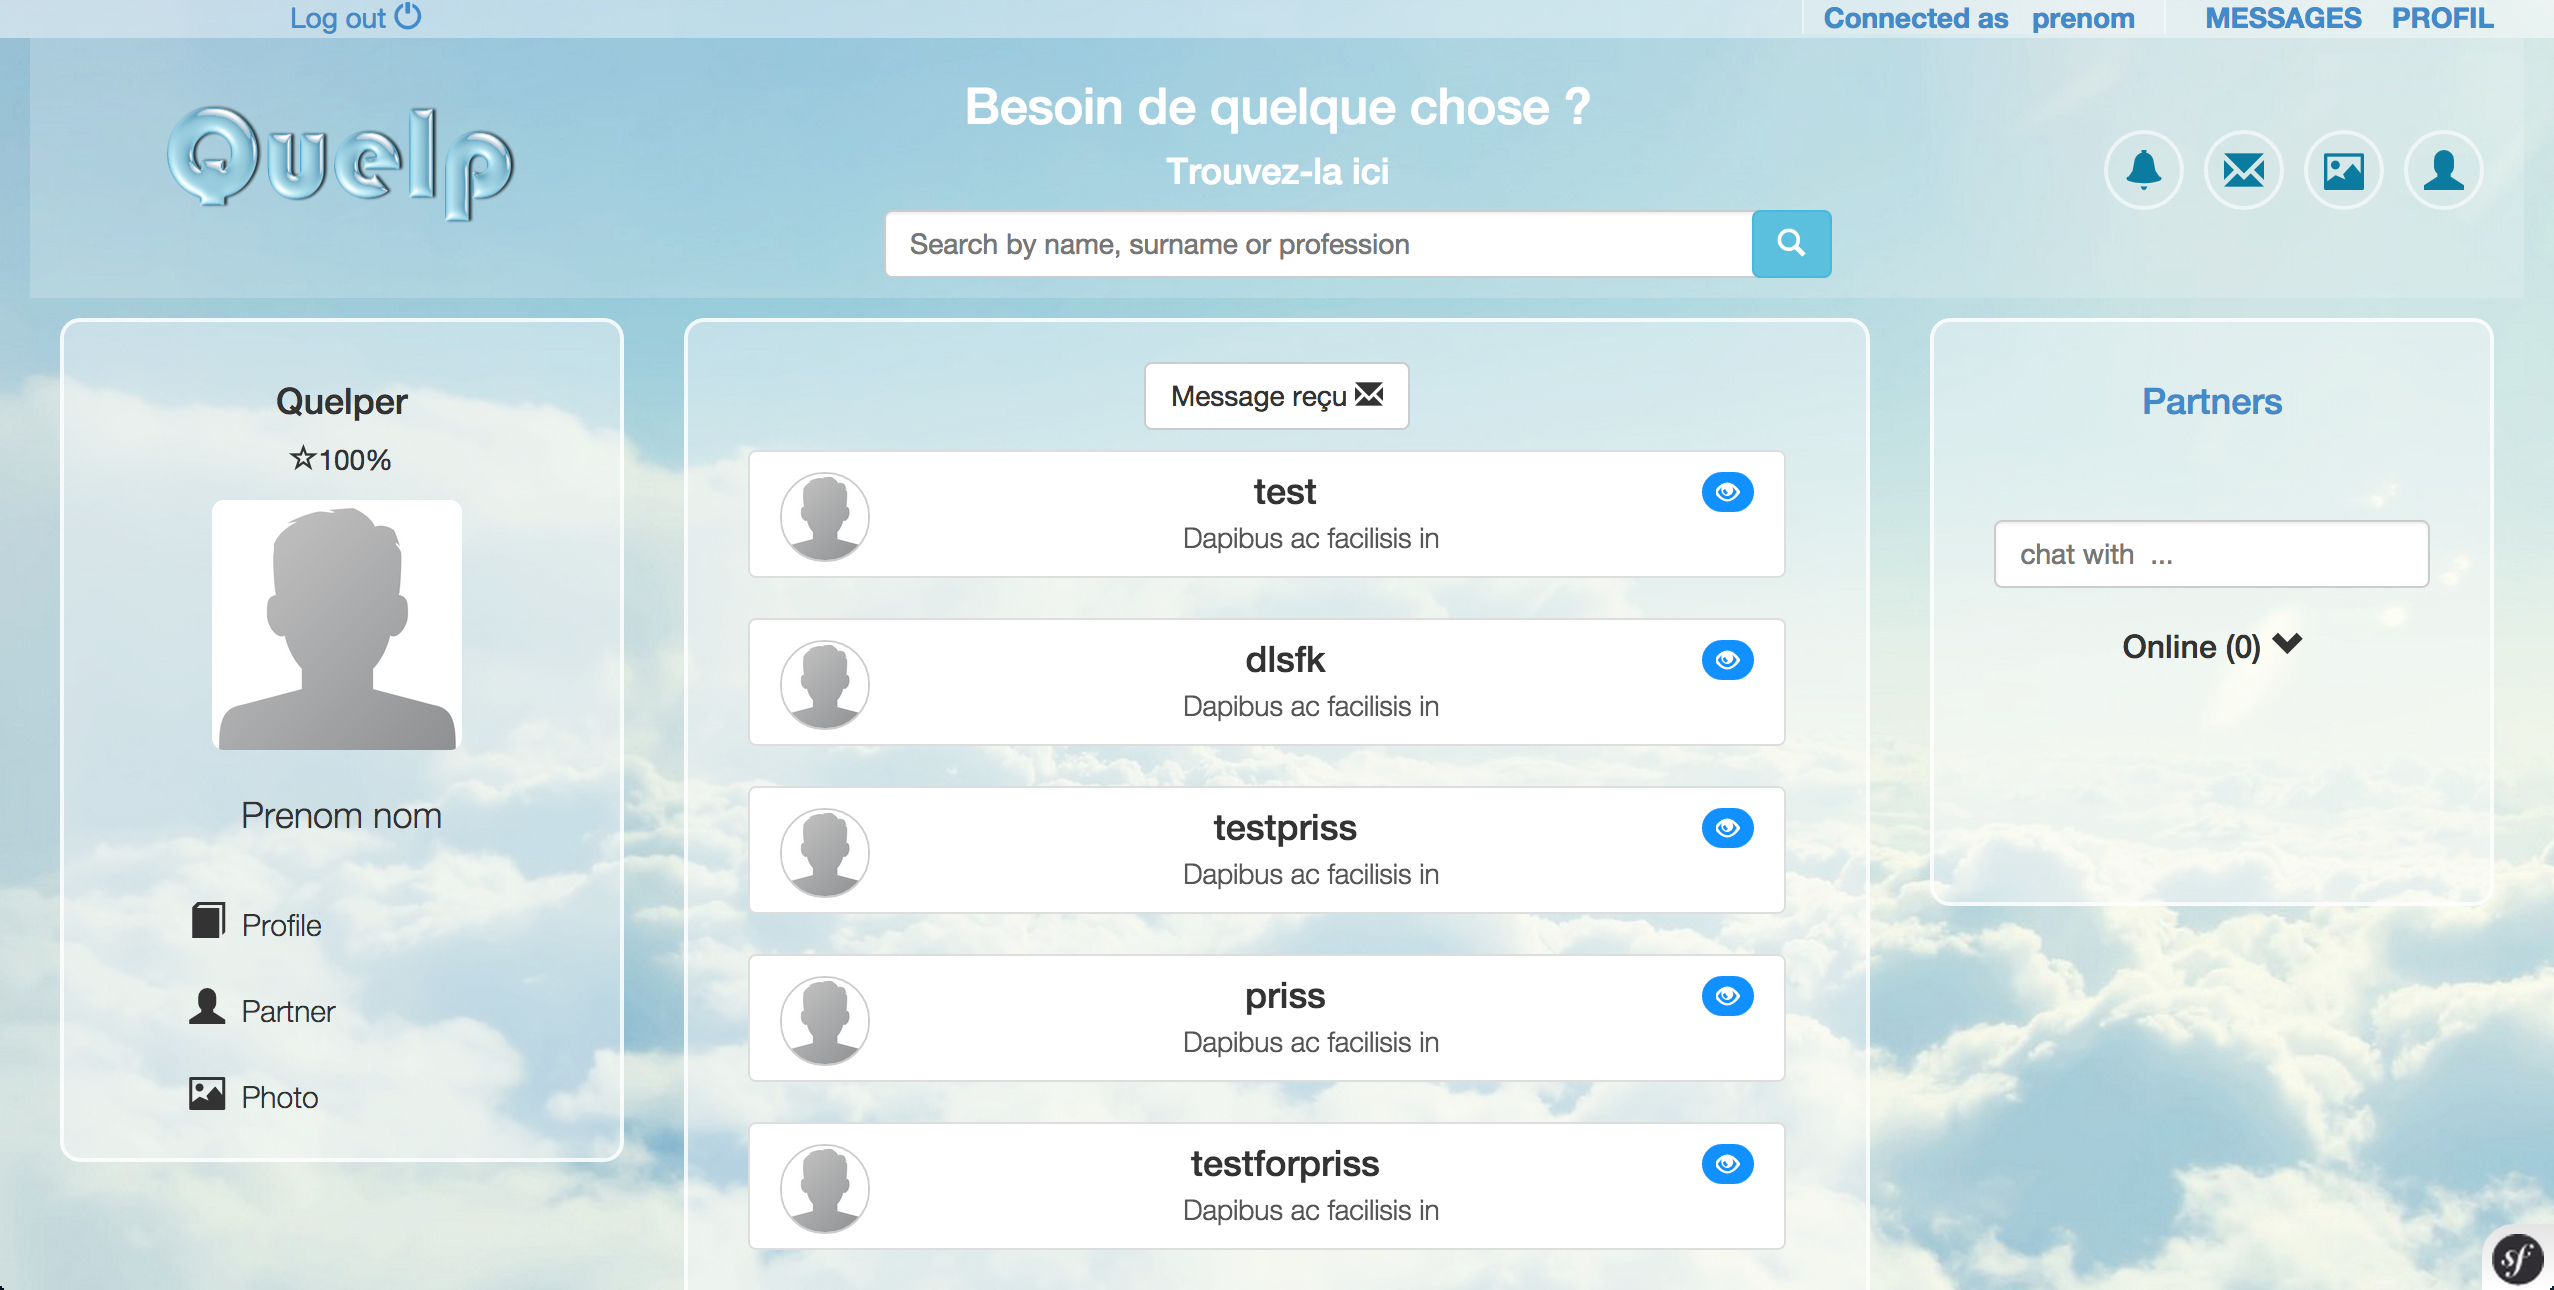 Log out
Connected as prenom MESSAGES PROFIL
Quelp
Besoin de quelque chose ?
Trouvez-la ici
Search by name, surname or profession
Quelper
☆100%
Prenom nom
Profile
Partner
Photo
Message reçu
test
Dapibus ac facilisis in
dlsfk
Dapibus ac facilisis in
testpriss
Dapibus ac facilisis in
priss
Dapibus ac facilisis in
testforpriss
Dapibus ac facilisis in
Partners
chat with ...
Online (0)
sf